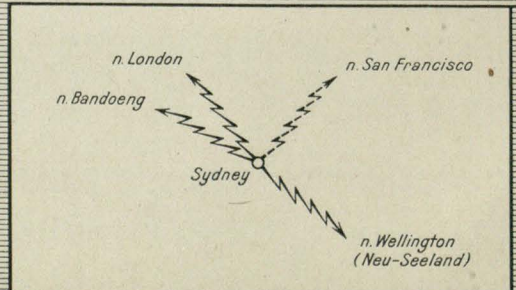 n. London
n. San Francisco
n. Bandoeng
Sydney
n. Wellington
(Neu-Seeland)